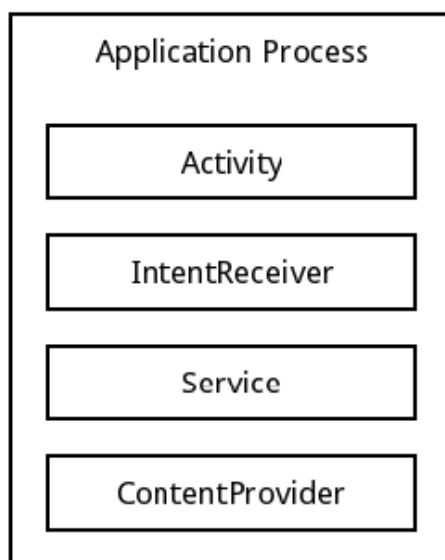 Application Process
Activity
IntentReceiver
Service
ContentProvider